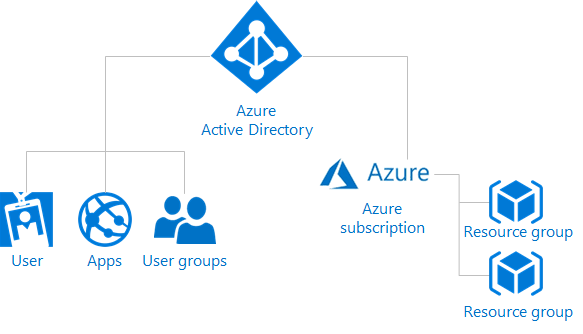 Azure
Active Directory
Azure
Azure
subscription
User
Apps
User groups
Resource group
Resource group